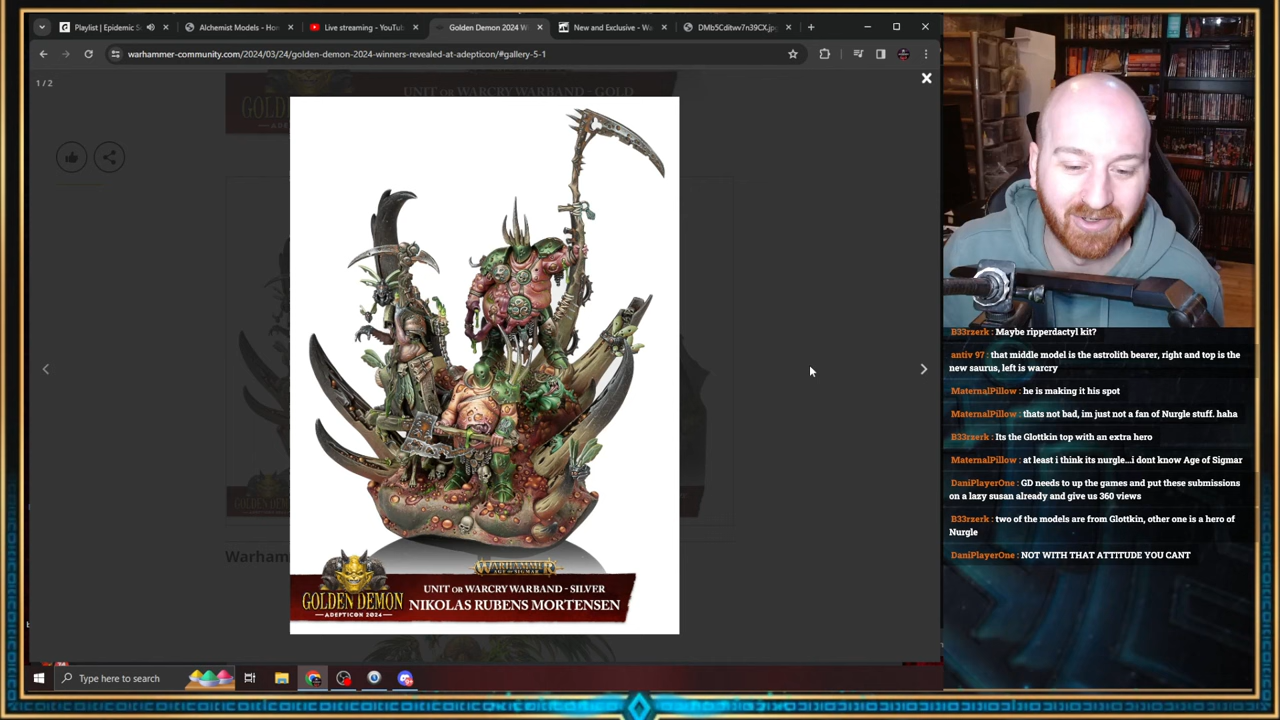 Playlist | Epidemic S
Alchemist Models - Ho
Live streaming - YouTu
Golden Demon 2024 W
New and Exclusive - Wa
DMb5Cditw7n39CX.jp
warhammer-community.com/2024/03/24/golden-demon-2024-winners-revealed-at-adepticon/#gallery-5-1
1 / 2
UNIT OR WARCRY WARBAND - GOLD
WARHAMMER
AGE OF SIGMAR
UNIT OR WARCRY WARBAND - SILVER
GOLDEN DEMON
NIKOLAS RUBENS MORTENSEN
- ADEPTICON 2024 -
Warham
B33rzerk : Maybe ripperdactyl kit?
antiv 97 : that middle model is the astrolith bearer, right and top is the
new saurus, left is warcry
MaternalPillow : he is making it his spot
MaternalPillow : thats not bad, im just not a fan of Nurgle stuff. haha
B33rzerk : Its the Glottkin top with an extra hero
MaternalPillow : at least i think its nurgle...i dont know Age of Sigmar
DaniPlayerOne : GD needs to up the games and put these submissions
on a lazy susan already and give us 360 views
B33rzerk : two of the models are from Glottkin, other one is a hero of
Nurgle
DaniPlayerOne : NOT WITH THAT ATTITUDE YOU CANT
Type here to search